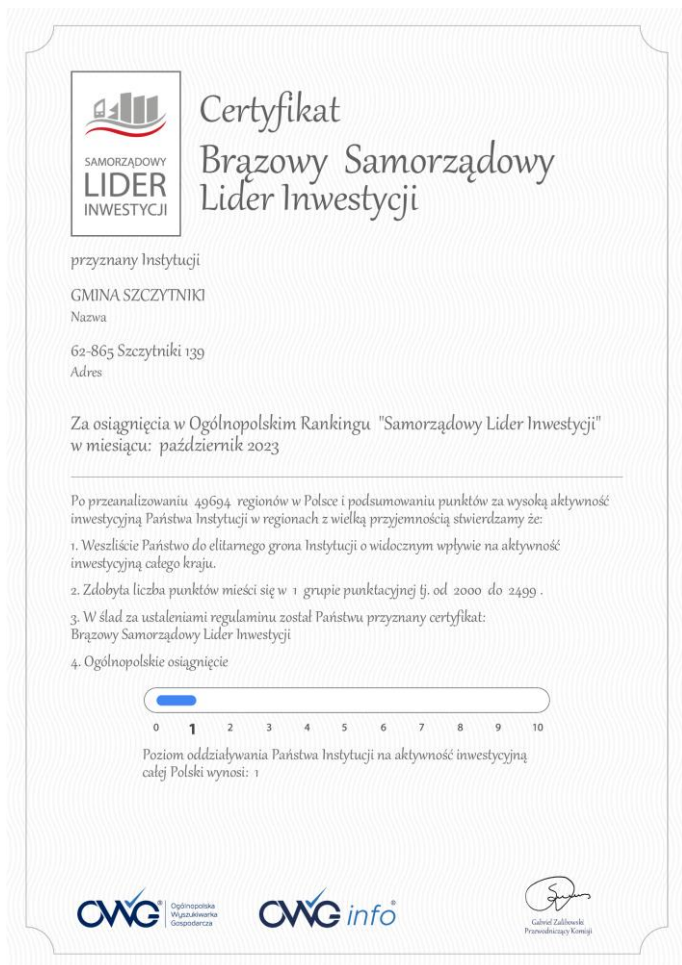 SAMORZĄDOWY
LIDER
INWESTYCJI
Certyfikat
Brązowy Samorządowy
Lider Inwestycji
przyznany Instytucji
GMINA SZCZYTNIKI
Nazwa
62-865 Szczytniki 139
Adres
Za osiągnięcia w Ogólnopolskim Rankingu "Samorządowy Lider Inwestycji"
w miesiącu: październik 2023
Po przeanalizowaniu 49694 regionów w Polsce i podsumowaniu punktów za wysoką aktywność
inwestycyjną Państwa Instytucji w regionach z wielką przyjemnością stwierdzamy że:
1. Weszliście Państwo do elitarnego grona Instytucji o widocznym wpływie na aktywność
inwestycyjną całego kraju.
2. Zdobyta liczba punktów mieści się w 1 grupie punktacyjnej tj. od 2000 do 2499 .
3. W ślad za ustaleniami regulaminu został Państwu przyznany certyfikat:
Brązowy Samorządowy Lider Inwestycji
4. Ogólnopolskie osiągnięcie
0 1 2 3 4 5 6 7 8 9 10
Poziom oddziaływania Państwa Instytucji na aktywność inwestycyjną
całej Polski wynosi: 1
OWG® Ogólnopolska
Wyszukiwarka
Gospodarcza
OWG info®
Gabriel Zalibowski
Przewodniczący Komisji